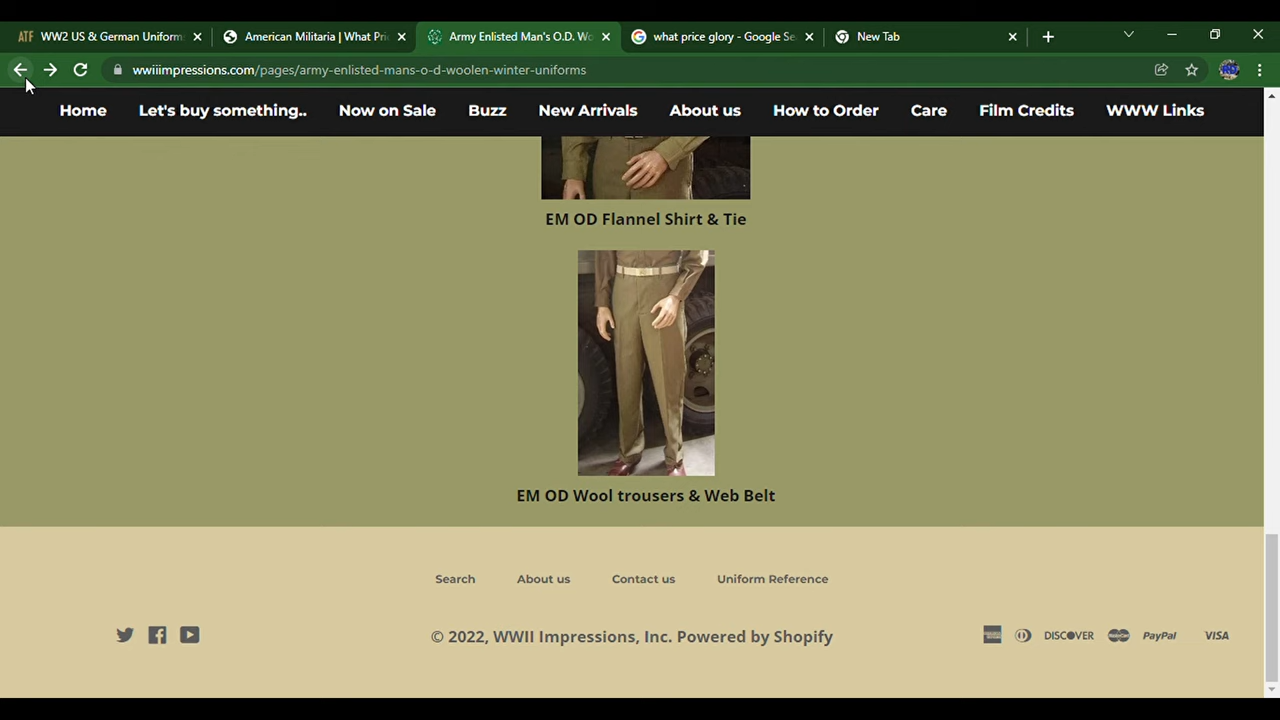 ATF WW2 US & German Uniform
American Militaria | What Pri
Army Enlisted Man's O.D. Wo
what price glory - Google Se
New Tab
wwiiimpressions.com/pages/army-enlisted-mans-o-d-woolen-winter-uniforms
Home Let's buy something.. Now on Sale Buzz New Arrivals About us How to Order Care Film Credits WWW Links
EM OD Flannel Shirt & Tie
EM OD Wool trousers & Web Belt
Search About us Contact us Uniform Reference
© 2022, WWII Impressions, Inc. Powered by Shopify
DISCOVER PayPal VISA